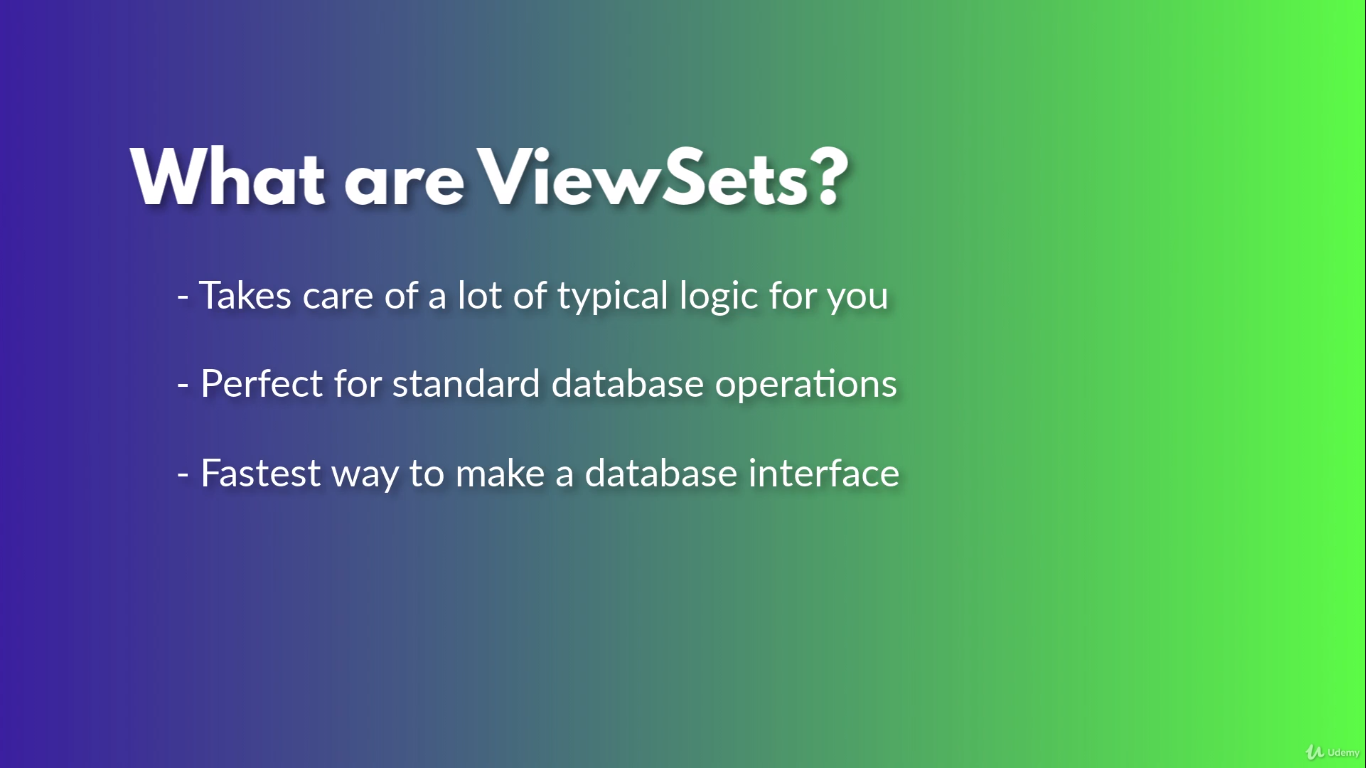 What are ViewSets?
- Takes care of a lot of typical logic for you
- Perfect for standard database operations
- Fastest way to make a database interface
Udemy